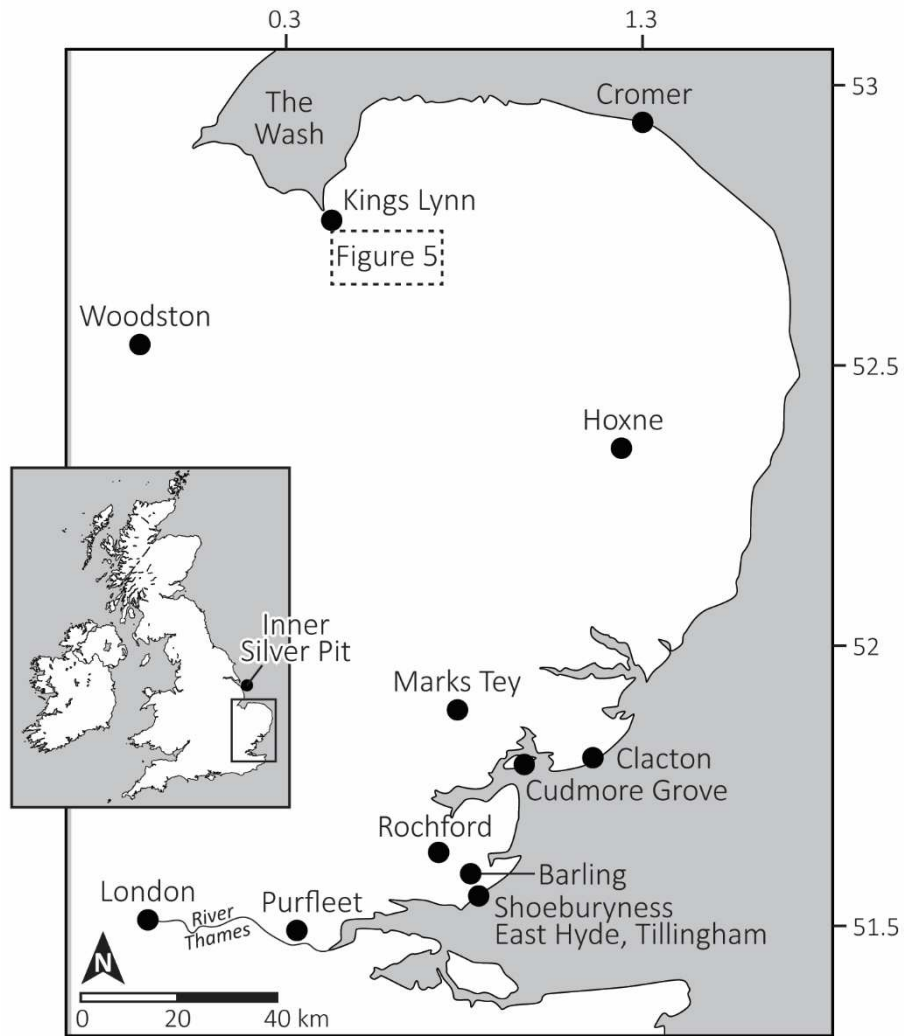 0.3
1.3
53
The
Wash
Cromer
Kings Lynn
Figure 5
Woodston
52.5
Hoxne
Inner
Silver Pit
52
Marks Tey
Clacton
Cudmore Grove
Rochford
Barling
London
River
Thames
Purfleet
Shoeburyness
East Hyde, Tillingham
51.5
N
0 20 40 km